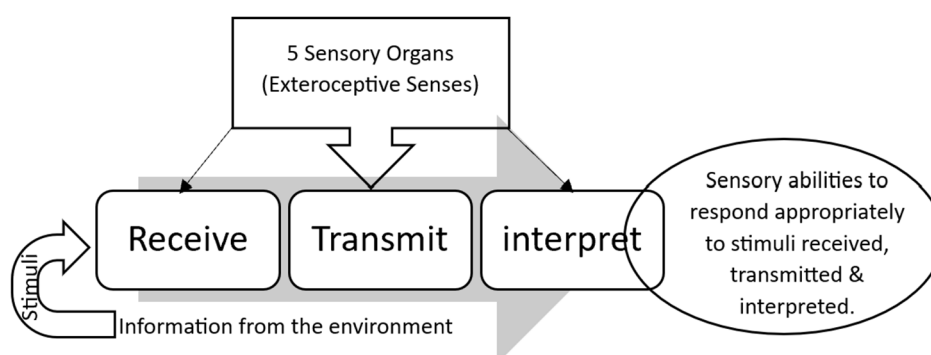 5 Sensory Organs
(Exteroceptive Senses)
Receive
Transmit
interpret
Sensory abilities to
respond appropriately
to stimuli received,
transmitted &
interpreted.
Stimuli
Information from the environment